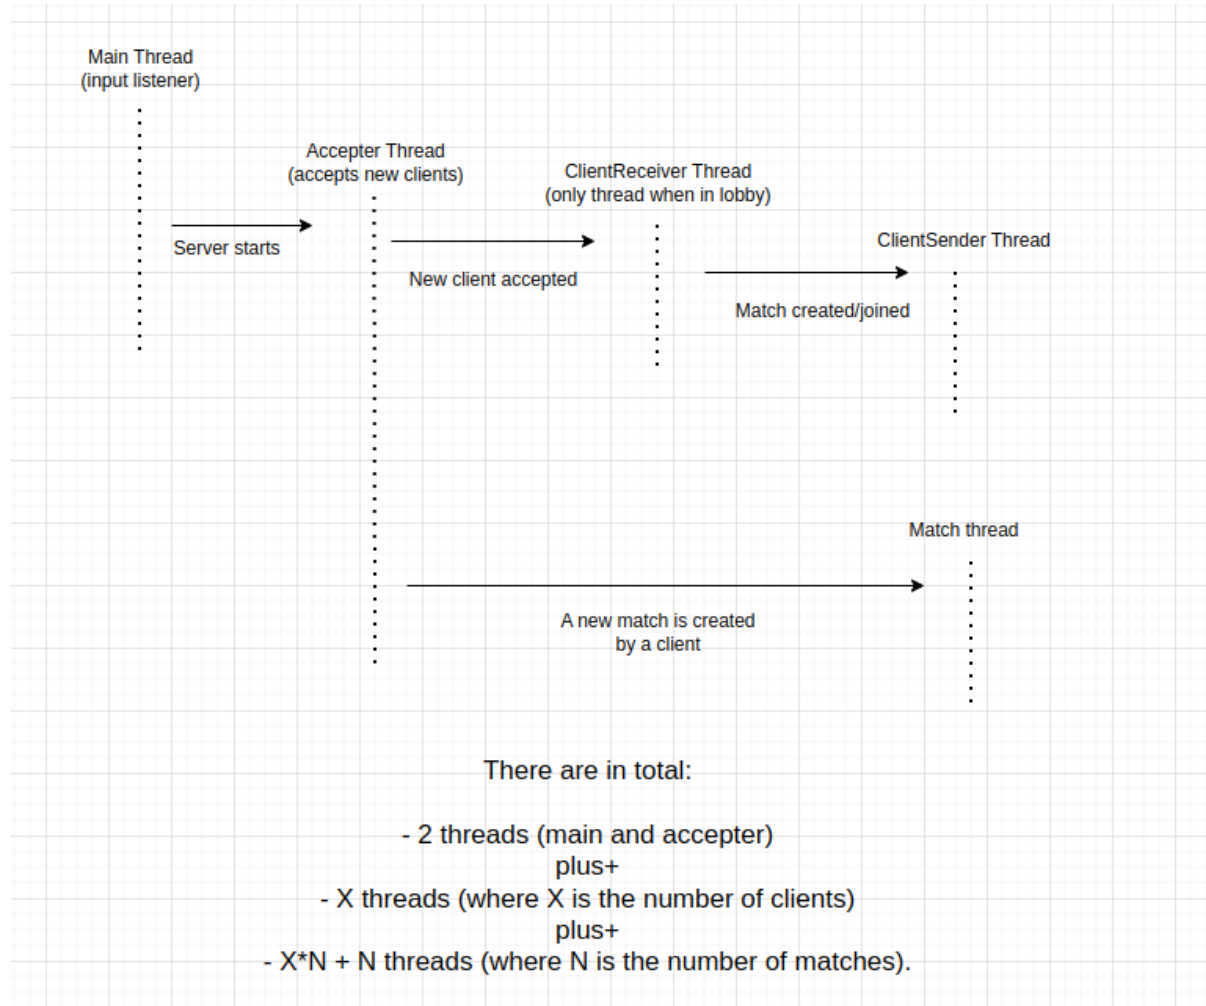 Main Thread
(input listener)
Accepter Thread
(accepts new clients)
ClientReceiver Thread
(only thread when in lobby)
ClientSender Thread
Server starts
New client accepted
Match created/joined
Match thread
A new match is created
by a client
There are in total:
- 2 threads (main and accepter)
plus+
- X threads (where X is the number of clients)
plus+
- X*N + N threads (where N is the number of matches).